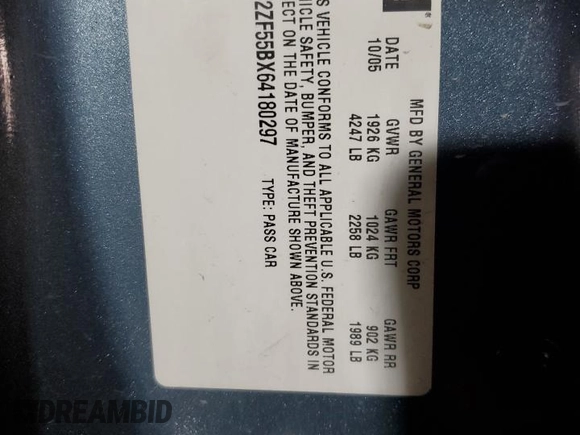 ®
MFD BY GENERAL MOTORS CORP
DATE GVWR GAWR FRT GAWR RR
10/05 1926 KG 1024 KG 902 KG
4247 LB 2258 LB 1989 LB
S VEHICLE CONFORMS TO ALL APPLICABLE U.S. FEDERAL MOTOR
HICLE SAFETY, BUMPER, AND THEFT PREVENTION STANDARDS IN
ECT ON THE DATE OF MANUFACTURE SHOWN ABOVE.
2ZF55BX64180297 TYPE: PASS CAR
DREAMBID